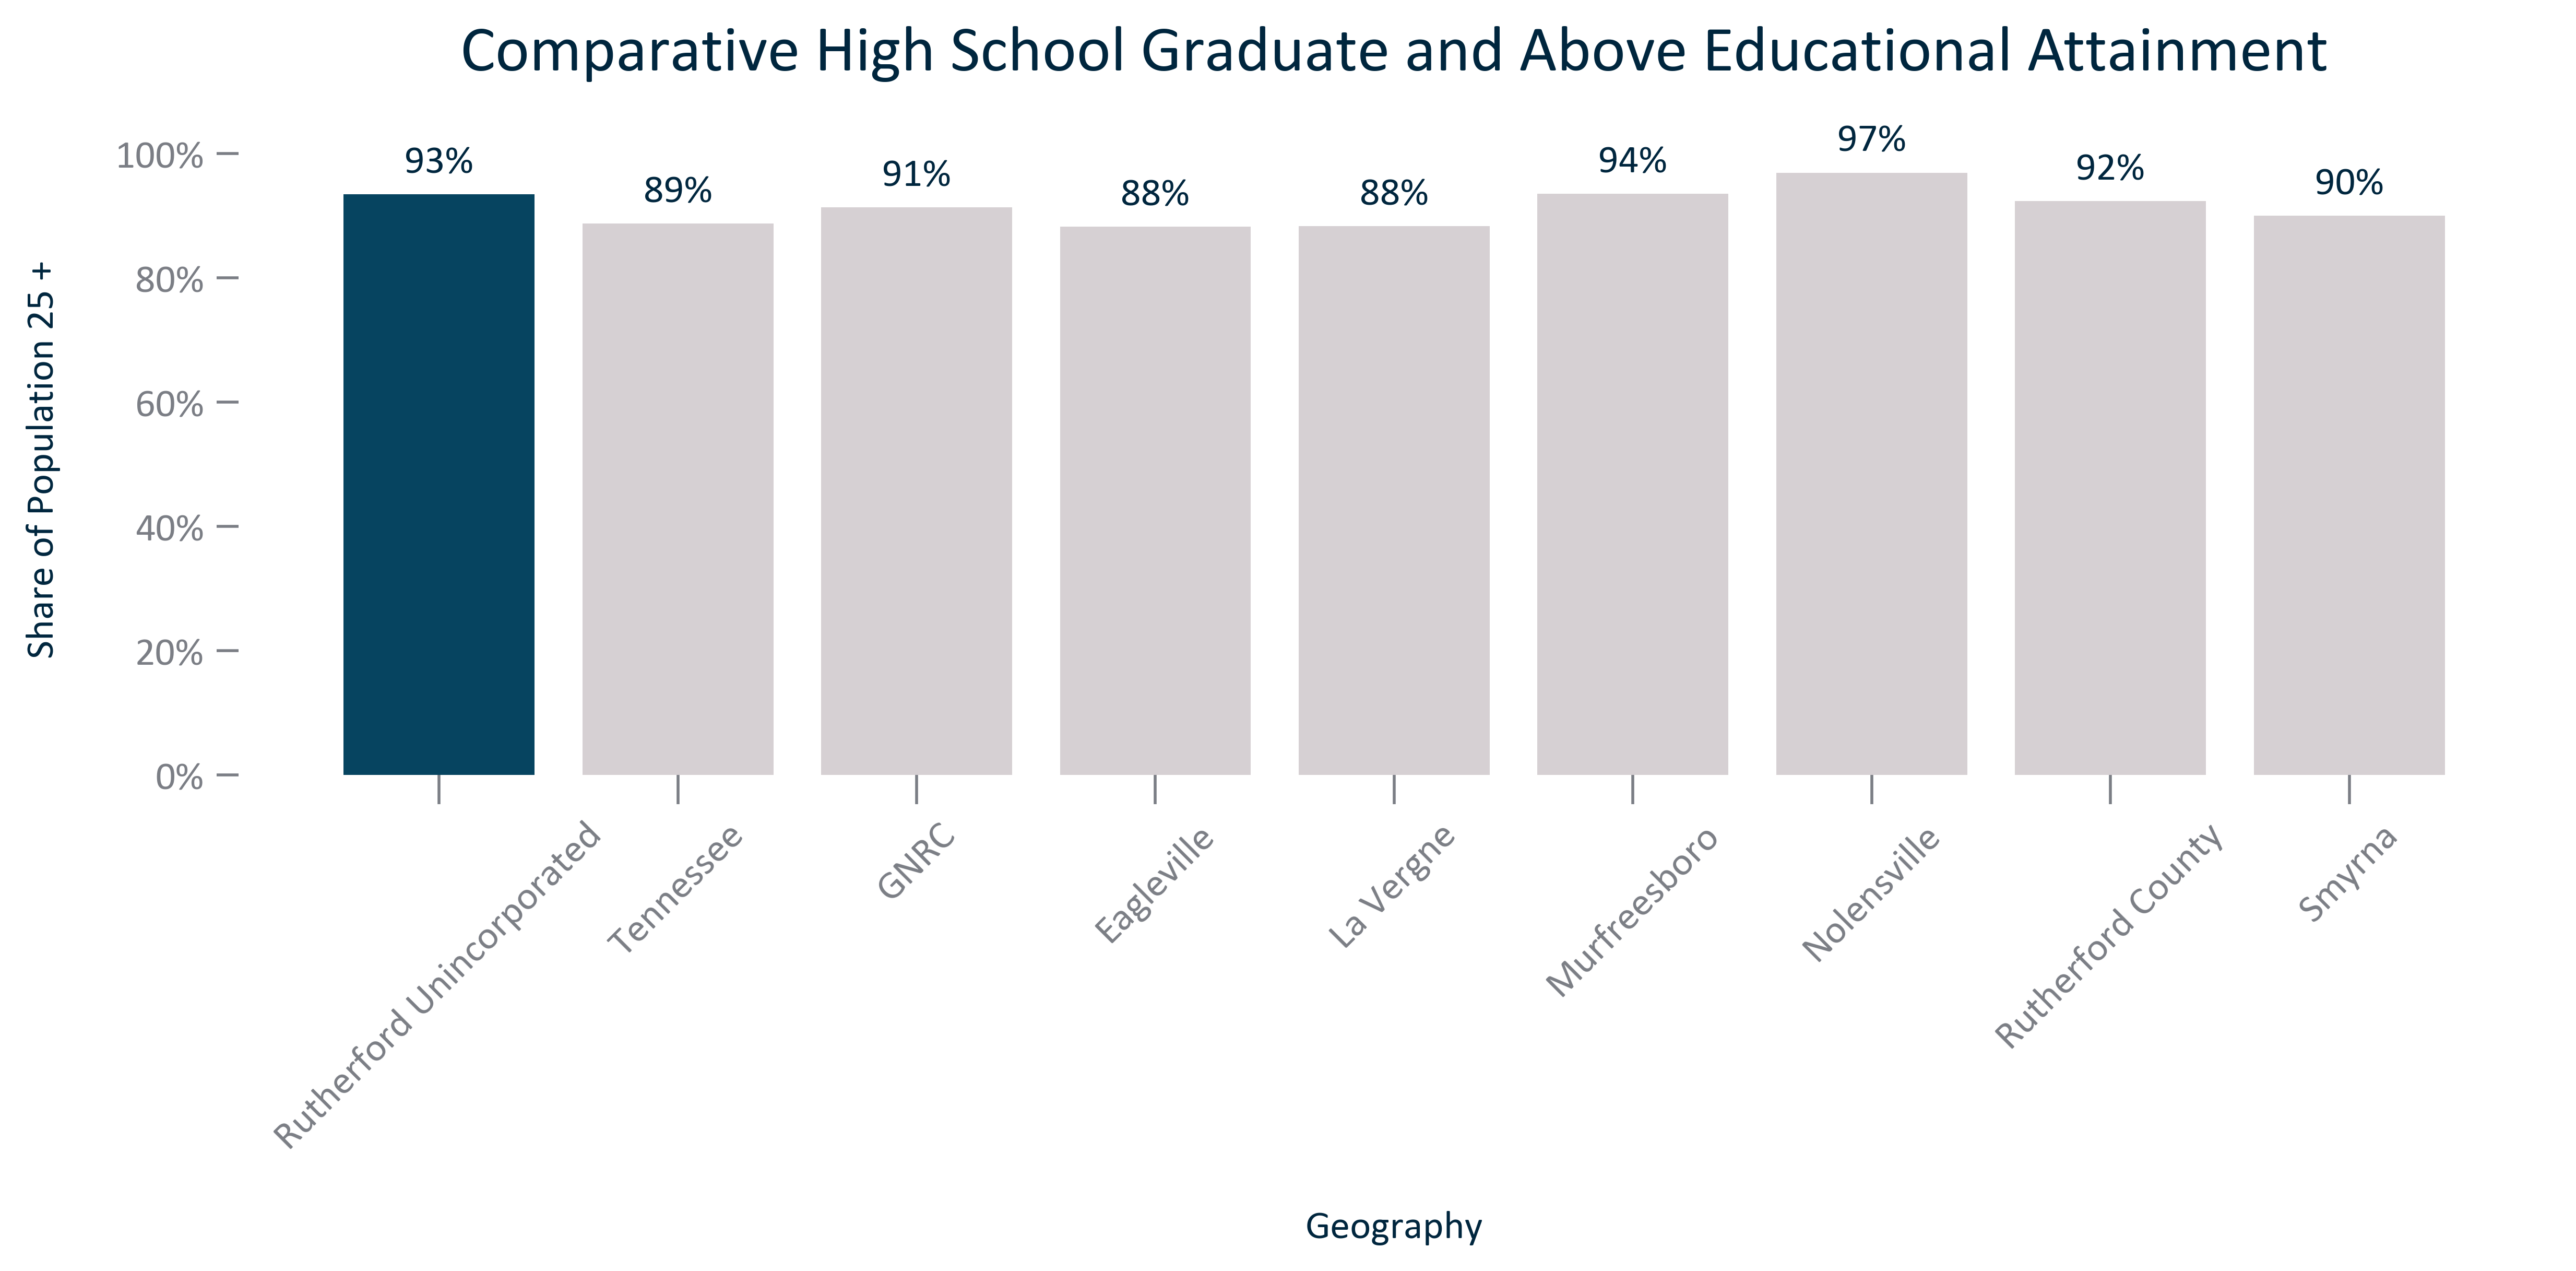 Comparative High School Graduate and Above Educational Attainment
Share of Population 25 +
100%
80%
60%
40%
20%
0%
93%
89%
91%
88%
88%
94%
97%
92%
90%
Rutherford Unincorporated
Tennessee
GNRC
Eagleville
La Vergne
Murfreesboro
Nolensville
Rutherford County
Smyrna
Geography